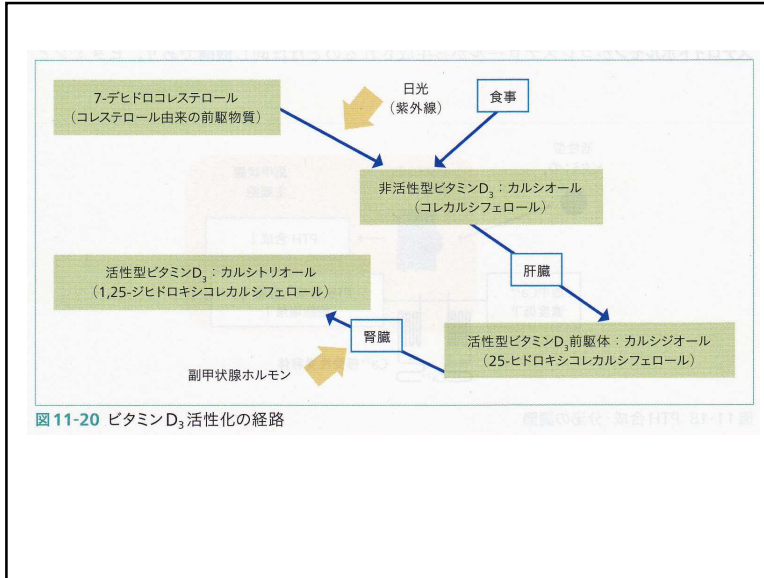 7-デヒドロコレステロール
(コレステロール由来の前駆物質)
日光
(紫外線)
食事
非活性型ビタミンD₃:カルシオール
(コレカルシフェロール)
肝臓
活性型ビタミンD₃:カルシトリオール
(1,25-ジヒドロキシコレカルシフェロール)
腎臓
活性型ビタミンD₃前駆体:カルシジオール
(25-ヒドロキシコレカルシフェロール)
副甲状腺ホルモン
図11-20 ビタミンD₃活性化の経路